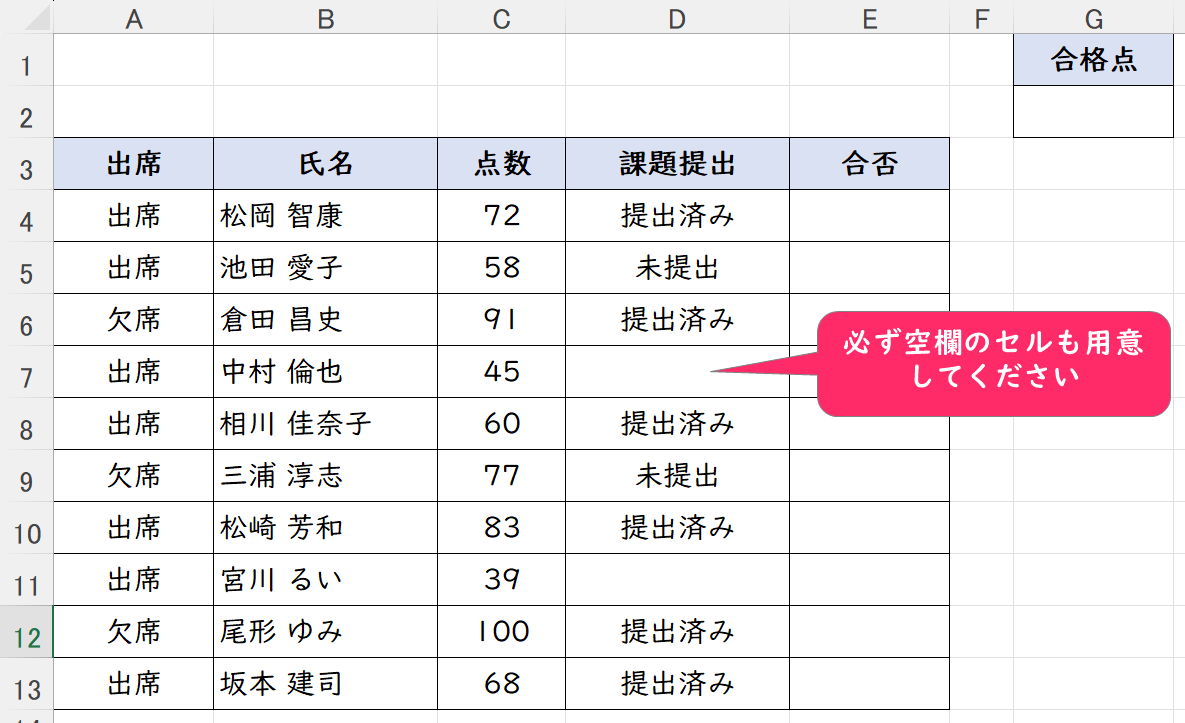 A B C D E F G
1 合格点
2
3 出席 氏名 点数 課題提出 合否
4 出席 松岡 智康 72 提出済み
5 出席 池田 愛子 58 未提出
6 欠席 倉田 昌史 91 提出済み
必ず空欄のセルも用意
してください
7 出席 中村 倫也 45
8 出席 相川 佳奈子 60 提出済み
9 欠席 三浦 淳志 77 未提出
10 出席 松崎 芳和 83 提出済み
11 出席 宮川 るい 39
12 欠席 尾形 ゆみ 100 提出済み
13 出席 坂本 建司 68 提出済み